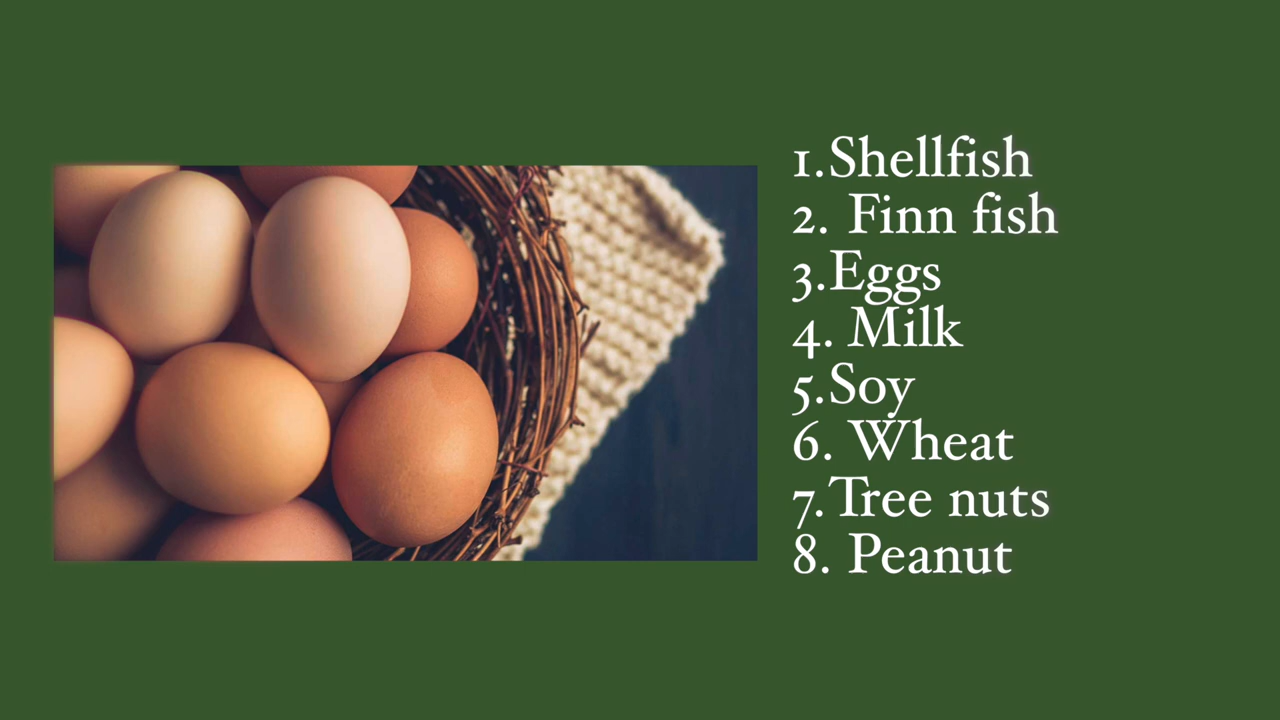 1.Shellfish
2. Finn fish
3.Eggs
4. Milk
5.Soy
6. Wheat
7.Tree nuts
8. Peanut